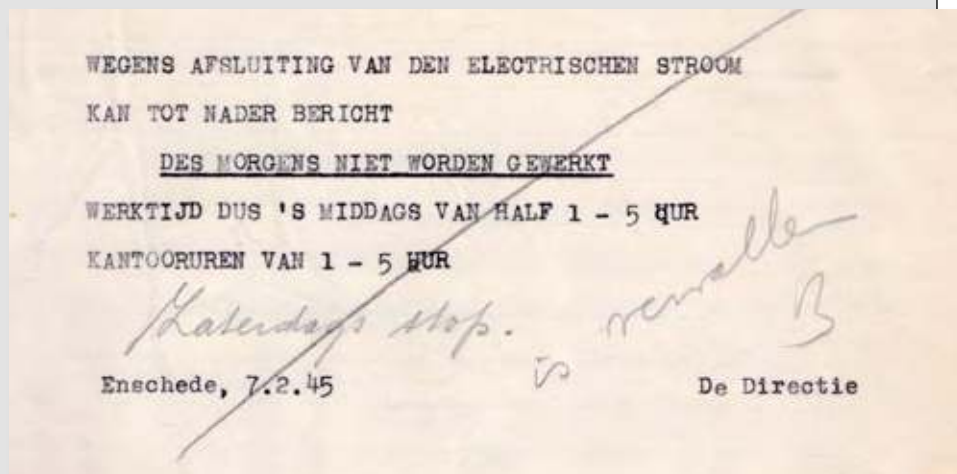 WEGENS AFSLUITING VAN DEN ELECTRISCHEN STROOM
KAN TOT NADER BERICHT
DES MORGENS NIET WORDEN GEWERKT
WERKTIJD DUS 'S MIDDAGS VAN HALF 1 - 5 UUR
KANTOORUREN VAN 1 - 5 UUR
Zaterdags stop.
is vervallen
B
Enschede, 7.2.45 De Directie